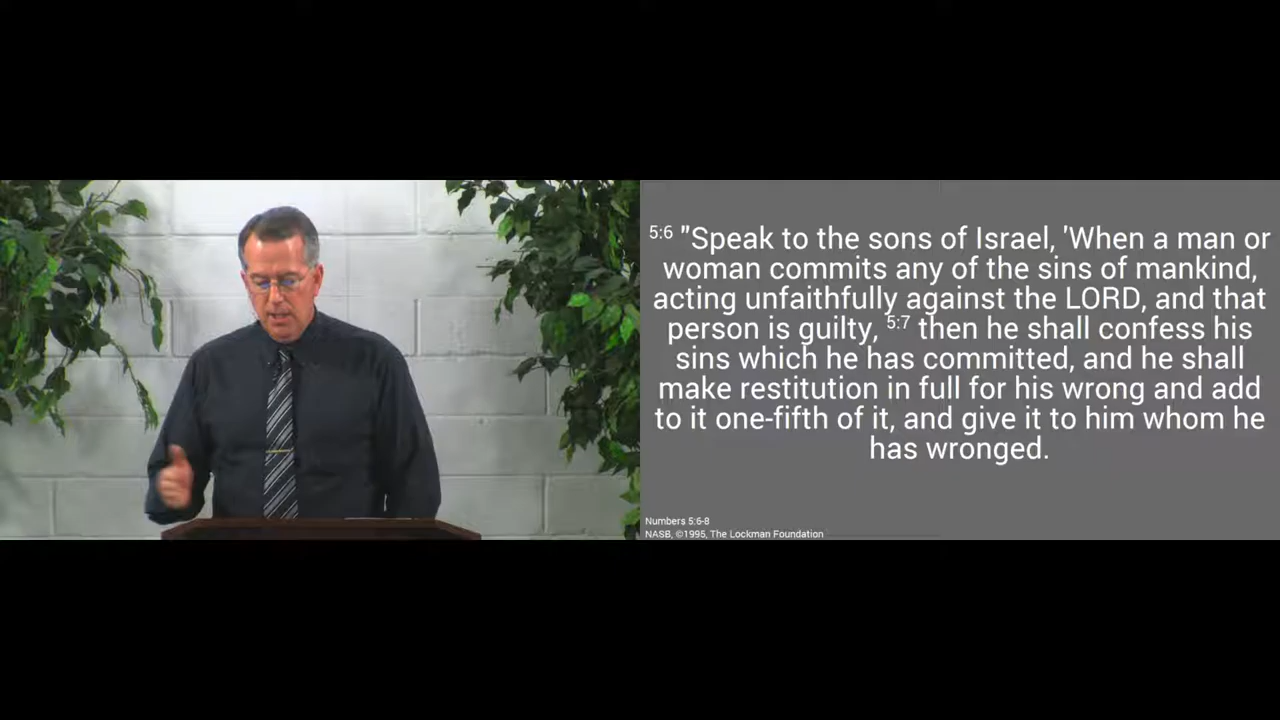 5:6 "Speak to the sons of Israel, 'When a man or
woman commits any of the sins of mankind,
acting unfaithfully against the LORD, and that
person is guilty, 5:7 then he shall confess his
sins which he has committed, and he shall
make restitution in full for his wrong and add
to it one-fifth of it, and give it to him whom he
has wronged.
Numbers 5:6-8
NASB, ©1995, The Lockman Foundation